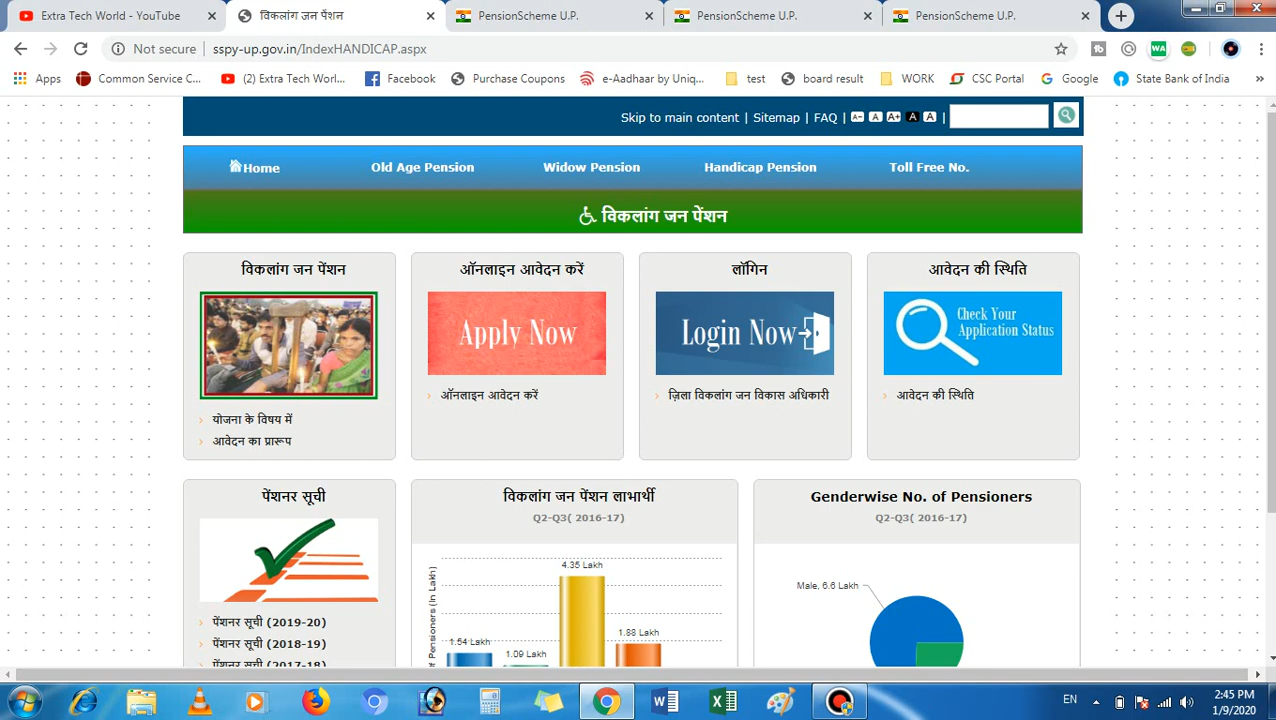 Extra Tech World - YouTube
विकलांग जन पेंशन
PensionScheme U.P.
PensionScheme U.P.
PensionScheme U.P.
Not secure
sspy-up.gov.in/IndexHANDICAP.aspx
WA
Apps
Common Service C...
(2) Extra Tech Worl...
Facebook
Purchase Coupons
e-Aadhaar by Uniq...
test
board result
WORK
CSC Portal
Google
State Bank of India
»
Skip to main content | Sitemap | FAQ | A- A A+ A A |
Home
Old Age Pension
Widow Pension
Handicap Pension
Toll Free No.
विकलांग जन पेंशन
विकलांग जन पेंशन
योजना के विषय में
आवेदन का प्रारूप
ऑनलाइन आवेदन करें
Apply Now
ऑनलाइन आवेदन करें
लॉगिन
Login Now
ज़िला विकलांग जन विकास अधिकारी
आवेदन की स्थिति
Check Your
Application Status
आवेदन की स्थिति
पेंशनर सूची
पेंशनर सूची (2019-20)
पेंशनर सूची (2018-19)
पेंशनर सूची (2017-18)
विकलांग जन पेंशन लाभार्थी
Q2-Q3( 2016-17)
f Pensioners (In Lakh)
1.54 Lakh
1.09 Lakh
4.35 Lakh
1.88 Lakh
Genderwise No. of Pensioners
Q2-Q3( 2016-17)
Male, 6.6 Lakh
EN
2:45 PM
1/9/2020